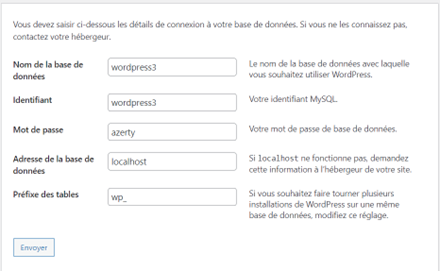 Vous devez saisir ci-dessous les détails de connexion à votre base de données. Si vous ne les connaissez pas,
contactez votre hébergeur.
Nom de la base de
données
wordpress3
Le nom de la base de données avec laquelle
vous souhaitez utiliser WordPress.
Identifiant
wordpress3
Votre identifiant MySQL.
Mot de passe
azerty
Votre mot de passe de base de données.
Adresse de la base de
données
localhost
Si localhost ne fonctionne pas, demandez
cette information à l'hébergeur de votre site.
Préfixe des tables
wp_
Si vous souhaitez faire tourner plusieurs
installations de WordPress sur une même
base de données, modifiez ce réglage.
Envoyer